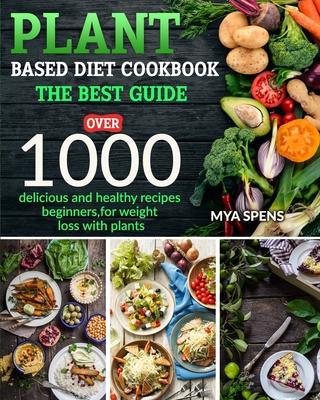 PLANT
BASED DIET COOKBOOK
THE BEST GUIDE
OVER
1000
delicious and healthy recipes
beginners,for weight
loss with plants
MYA SPENS